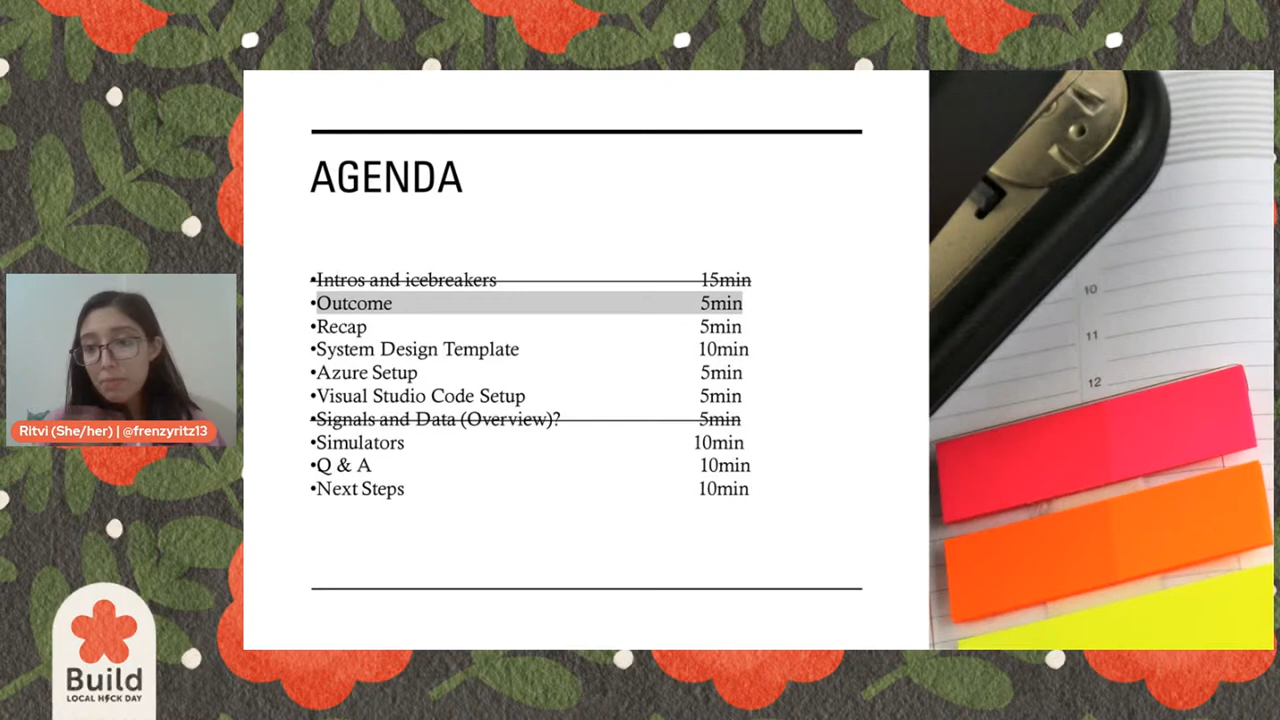 AGENDA
•Intros and icebreakers 15min
•Outcome 5min
•Recap 5min
•System Design Template 10min
•Azure Setup 5min
•Visual Studio Code Setup 5min
•Signals and Data (Overview)? 5min
•Simulators 10min
•Q & A 10min
•Next Steps 10min
10
11
12
Ritvi (She/her) | @frenzyritz13
Build
LOCAL HACK DAY